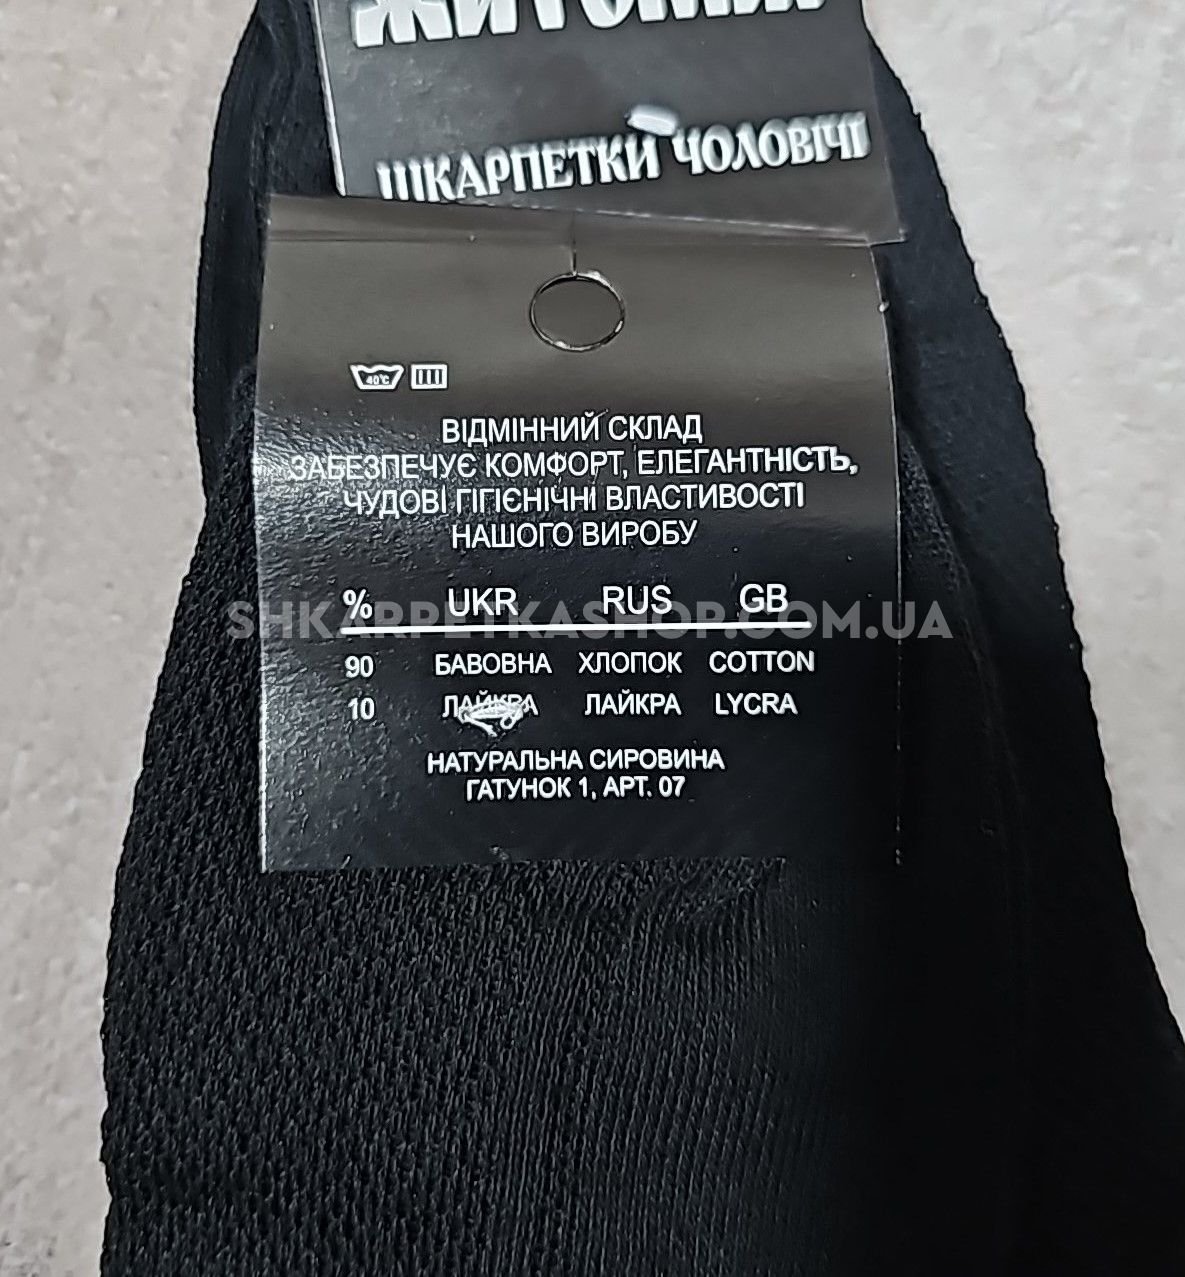 ШКАРПЕТКИ ЧОЛОВІЧІ
40°C
ВІДМІННИЙ СКЛАД
ЗАБЕЗПЕЧУЄ КОМФОРТ, ЕЛЕГАНТНІСТЬ,
ЧУДОВІ ГІГІЄНІЧНІ ВЛАСТИВОСТІ
НАШОГО ВИРОБУ
% UKR RUS GB
SHKARPETKASHOP.COM.UA
90 БАВОВНА ХЛОПОК COTTON
10 ЛАЙКРА ЛАЙКРА LYCRA
НАТУРАЛЬНА СИРОВИНА
ГАТУНОК 1, АРТ. 07